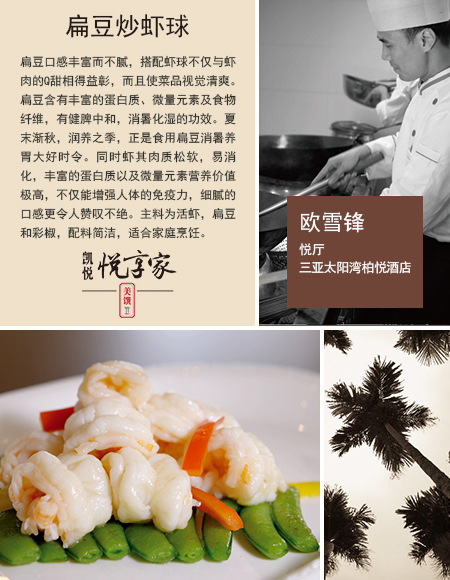 扁豆炒虾球
扁豆口感丰富而不腻，搭配虾球不仅与虾
肉的Q甜相得益彰，而且使菜品视觉清爽。
扁豆含有丰富的蛋白质、微量元素及食物
纤维，有健脾中和，消暑化湿的功效。夏
末渐秋，润养之季，正是食用扁豆消暑养
胃大好时令。同时虾其肉质松软，易消
化，丰富的蛋白质以及微量元素营养价值
极高，不仅能增强人体的免疫力，细腻的
口感更令人赞叹不绝。主料为活虾，扁豆
和彩椒，配料简洁，适合家庭烹饪。
凯悦 悦享家
美馔
欧雪锋
悦厅
三亚太阳湾柏悦酒店